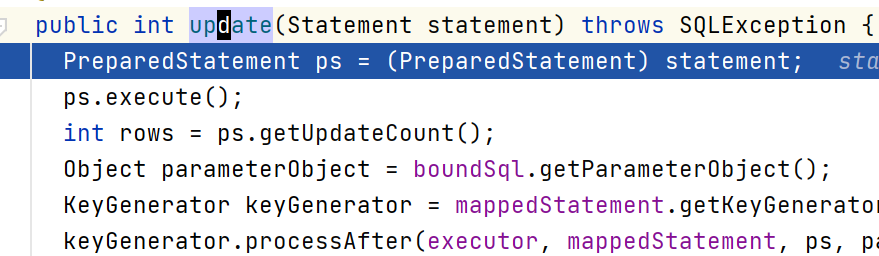 public int update(Statement statement) throws SQLException {
PreparedStatement ps = (PreparedStatement) statement; sta
ps.execute();
int rows = ps.getUpdateCount();
Object parameterObject = boundSql.getParameterObject();
KeyGenerator keyGenerator = mappedStatement.getKeyGenerator
keyGenerator.processAfter(executor, mappedStatement, ps, pa